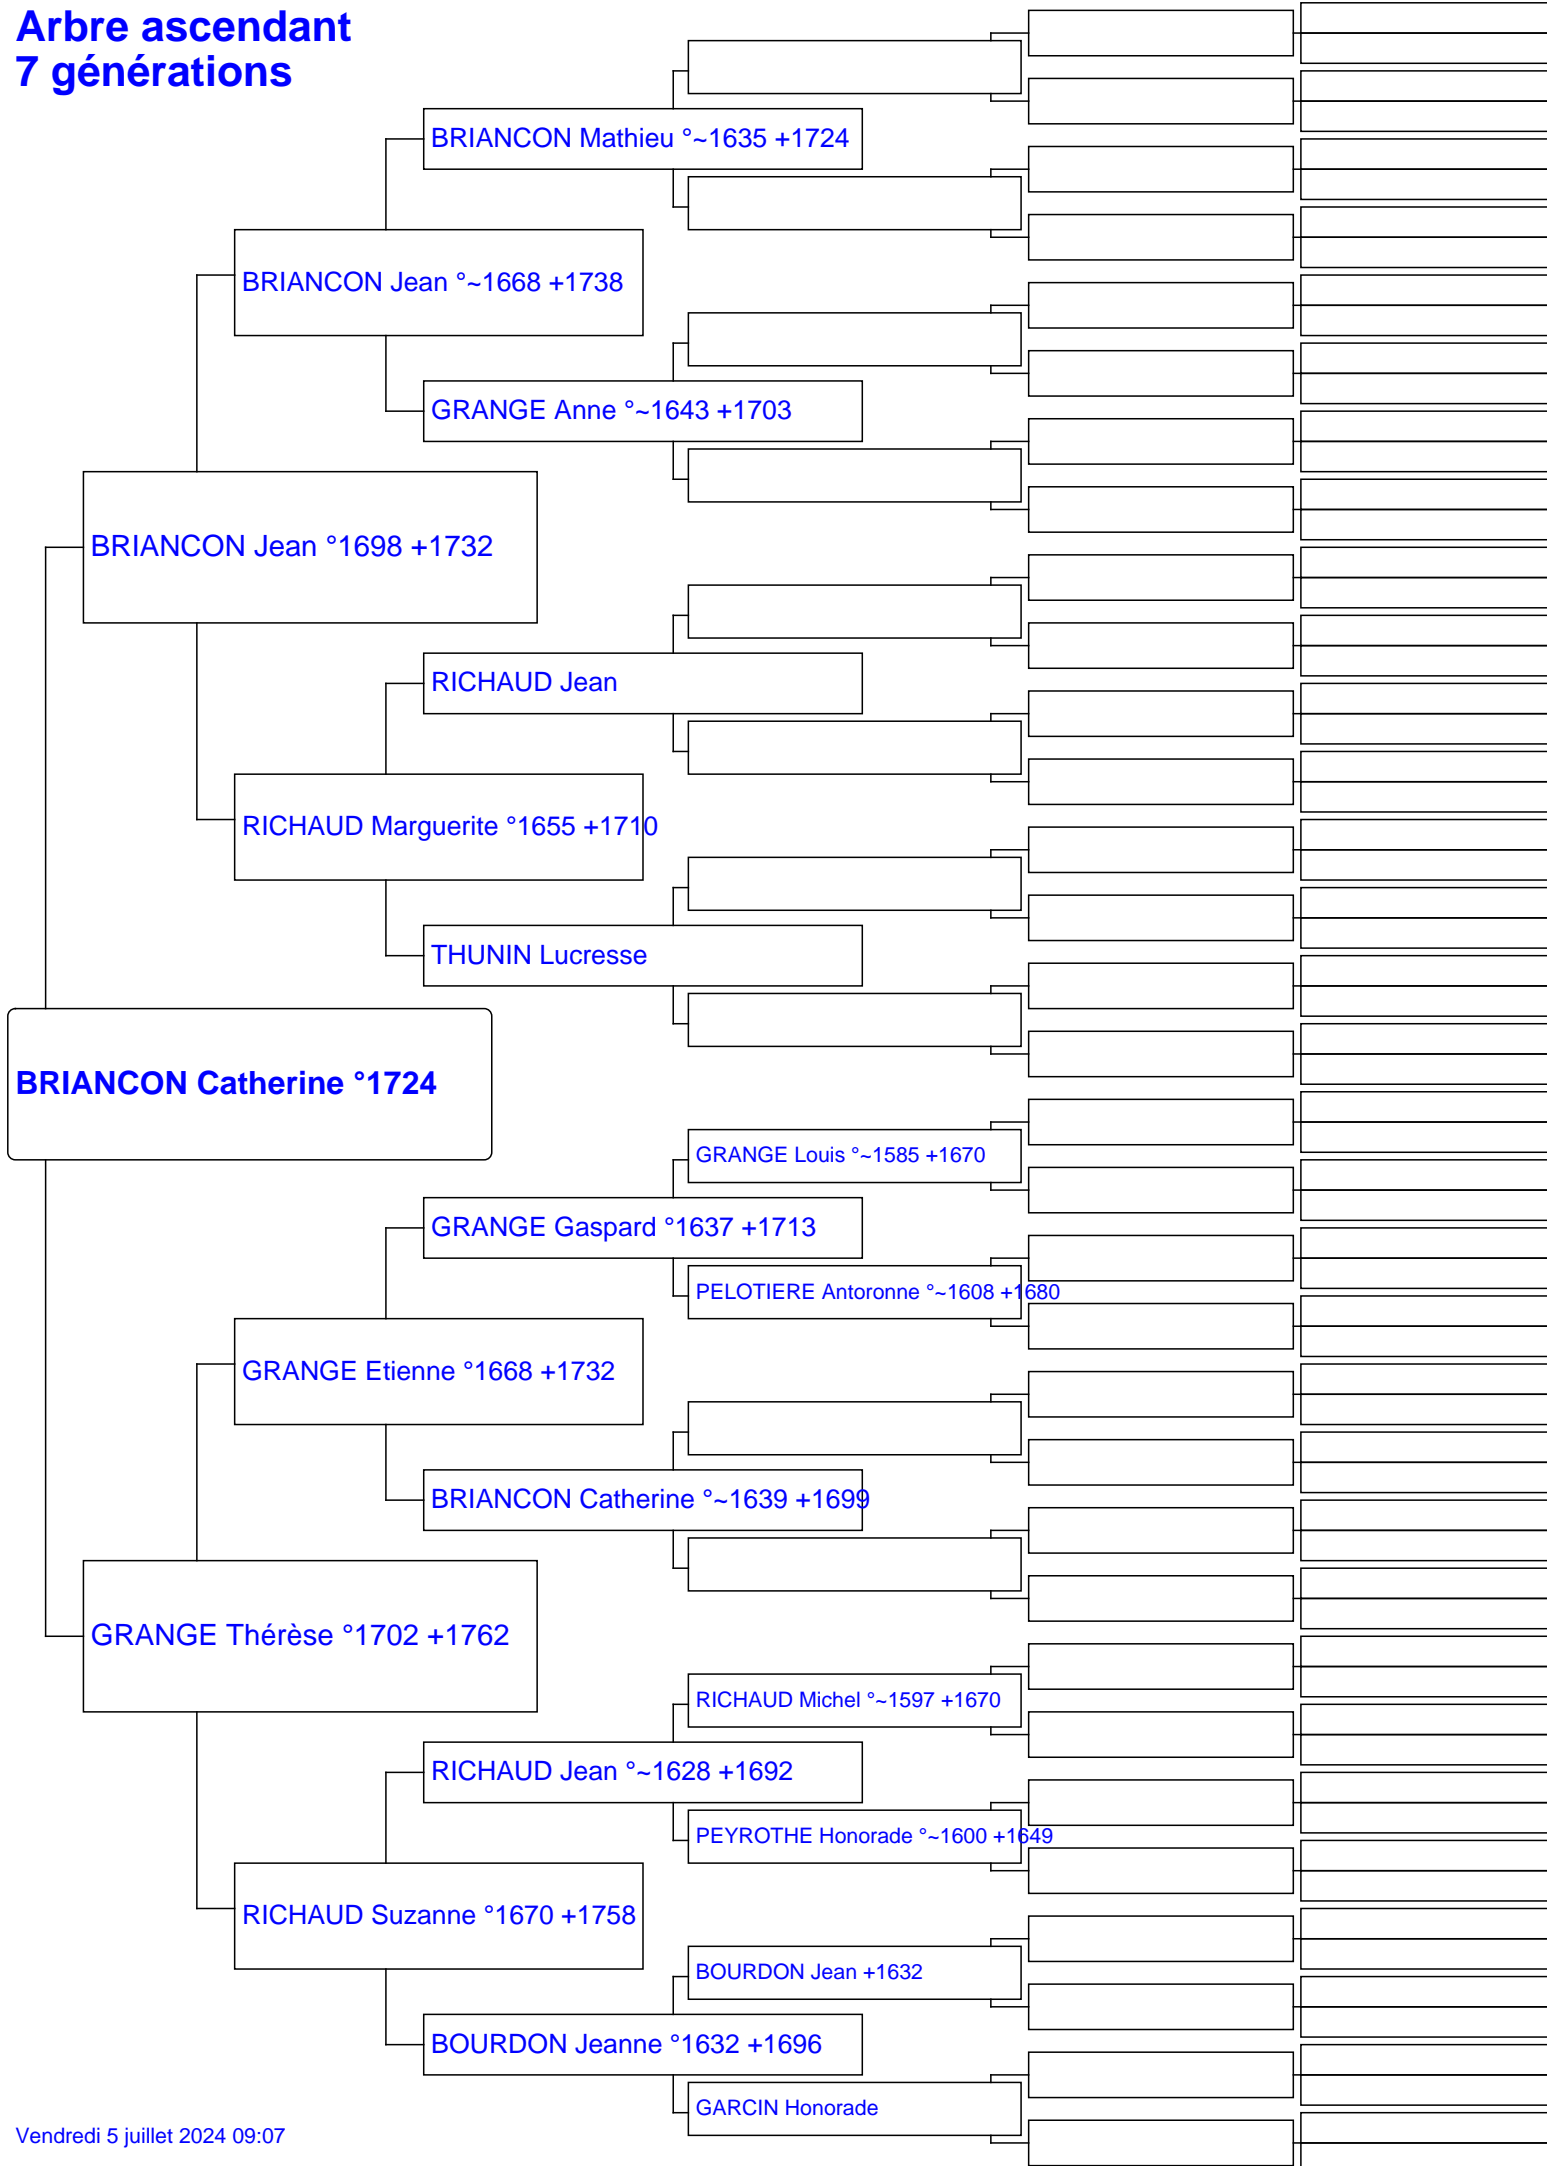 Arbre ascendant
7 générations
BRIANCON Mathieu °~1635 +1724
BRIANCON Jean °~1668 +1738
GRANGE Anne °~1643 +1703
BRIANCON Jean °1698 +1732
RICHAUD Jean
RICHAUD Marguerite °1655 +1710
THUNIN Lucresse
BRIANCON Catherine °1724
GRANGE Louis °~1585 +1670
GRANGE Gaspard °1637 +1713
PELOTIERE Antoronne °~1608 +1680
GRANGE Etienne °1668 +1732
BRIANCON Catherine °~1639 +1699
GRANGE Thérèse °1702 +1762
RICHAUD Michel °~1597 +1670
RICHAUD Jean °~1628 +1692
PEYROTHE Honorade °~1600 +1649
RICHAUD Suzanne °1670 +1758
BOURDON Jean +1632
BOURDON Jeanne °1632 +1696
GARCIN Honorade
Vendredi 5 juillet 2024 09:07